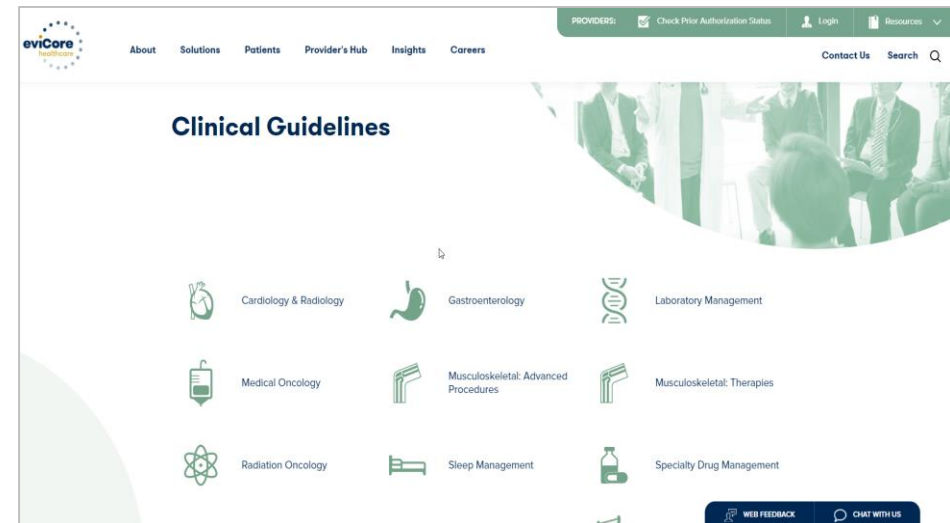 PROVIDERS: Check Prior Authorization Status Login Resources
eviCore
healthcare
About Solutions Patients Provider's Hub Insights Careers
Contact Us Search
Clinical Guidelines
Cardiology & Radiology
Gastroenterology
Laboratory Management
Medical Oncology
Musculoskeletal: Advanced
Procedures
Musculoskeletal: Therapies
Radiation Oncology
Sleep Management
Specialty Drug Management
WEB FEEDBACK CHAT WITH US